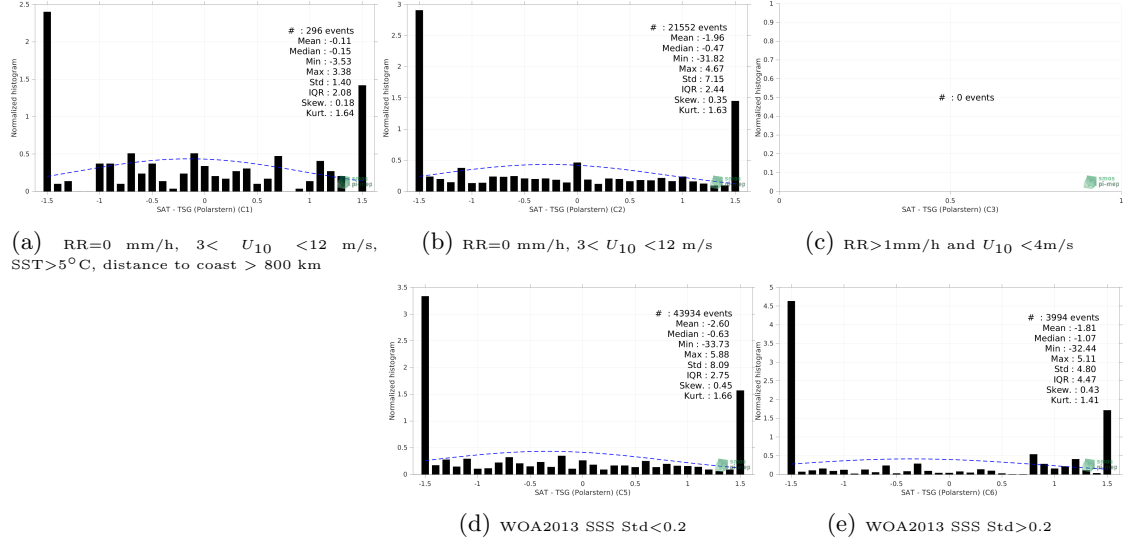 2.5
2
1.5
1
0.5
0
Normalized histogram
# : 296 events
Mean : -0.11
Median : -0.15
Min : -3.53
Max : 3.38
Std : 1.40
IQR : 2.08
Skew. : 0.18
Kurt. : 1.64
smos
pi-mep
-1.5 -1 -0.5 0 0.5 1 1.5
SAT - TSG (Polarstern) (C1)
(a) RR=0 mm/h, 3< U10 <12 m/s,
SST>5°C, distance to coast > 800 km
3
2.5
2
1.5
1
0.5
0
Normalized histogram
# : 21552 events
Mean : -1.96
Median : -0.47
Min : -31.82
Max : 4.67
Std : 7.15
IQR : 2.44
Skew. : 0.35
Kurt. : 1.63
smos
pi-mep
-1.5 -1 -0.5 0 0.5 1 1.5
SAT - TSG (Polarstern) (C2)
(b) RR=0 mm/h, 3< U10 <12 m/s
1
0.9
0.8
0.7
0.6
0.5
0.4
0.3
0.2
0.1
0
Normalized histogram
# : 0 events
smos
pi-mep
0 0.5 1
SAT - TSG (Polarstern) (C3)
(c) RR>1mm/h and U10 <4m/s
3.5
3
2.5
2
1.5
1
0.5
0
Normalized histogram
# : 43934 events
Mean : -2.60
Median : -0.63
Min : -33.73
Max : 5.88
Std : 8.09
IQR : 2.75
Skew. : 0.45
Kurt. : 1.66
smos
pi-mep
-1.5 -1 -0.5 0 0.5 1 1.5
SAT - TSG (Polarstern) (C5)
(d) WOA2013 SSS Std<0.2
5
4.5
4
3.5
3
2.5
2
1.5
1
0.5
0
Normalized histogram
# : 3994 events
Mean : -1.81
Median : -1.07
Min : -32.44
Max : 5.11
Std : 4.80
IQR : 4.47
Skew. : 0.43
Kurt. : 1.41
smos
pi-mep
-1.5 -1 -0.5 0 0.5 1 1.5
SAT - TSG (Polarstern) (C6)
(e) WOA2013 SSS Std>0.2